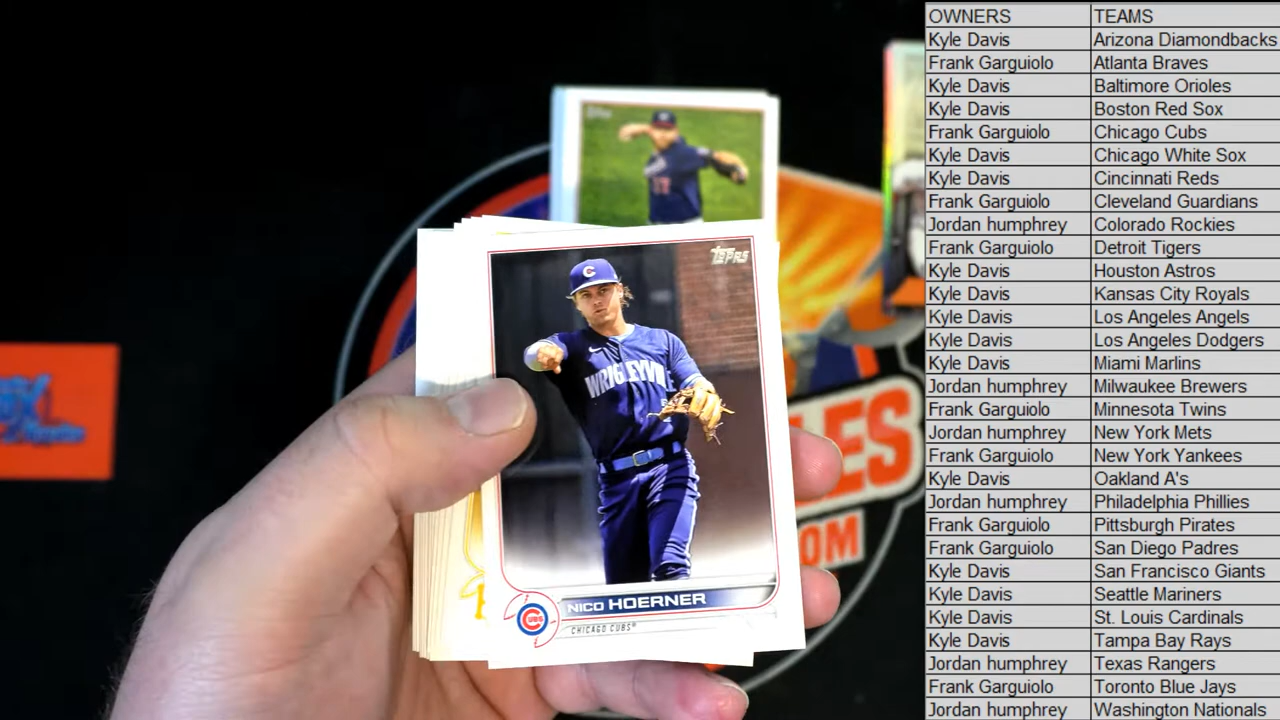 OWNERS TEAMS
Kyle Davis Arizona Diamondbacks
Frank Garguiolo Atlanta Braves
Kyle Davis Baltimore Orioles
Kyle Davis Boston Red Sox
Frank Garguiolo Chicago Cubs
Kyle Davis Chicago White Sox
Kyle Davis Cincinnati Reds
Frank Garguiolo Cleveland Guardians
Jordan humphrey Colorado Rockies
Frank Garguiolo Detroit Tigers
Kyle Davis Houston Astros
Kyle Davis Kansas City Royals
Kyle Davis Los Angeles Angels
Kyle Davis Los Angeles Dodgers
Kyle Davis Miami Marlins
Jordan humphrey Milwaukee Brewers
Frank Garguiolo Minnesota Twins
Jordan humphrey New York Mets
Frank Garguiolo New York Yankees
Kyle Davis Oakland A's
Jordan humphrey Philadelphia Phillies
Frank Garguiolo Pittsburgh Pirates
Frank Garguiolo San Diego Padres
Kyle Davis San Francisco Giants
Kyle Davis Seattle Mariners
Kyle Davis St. Louis Cardinals
Kyle Davis Tampa Bay Rays
Jordan humphrey Texas Rangers
Frank Garguiolo Toronto Blue Jays
Jordan humphrey Washington Nationals
TOPPS
C
WRIGLEYVIL
NICO HOERNER
CUBS
CHICAGO CUBS®